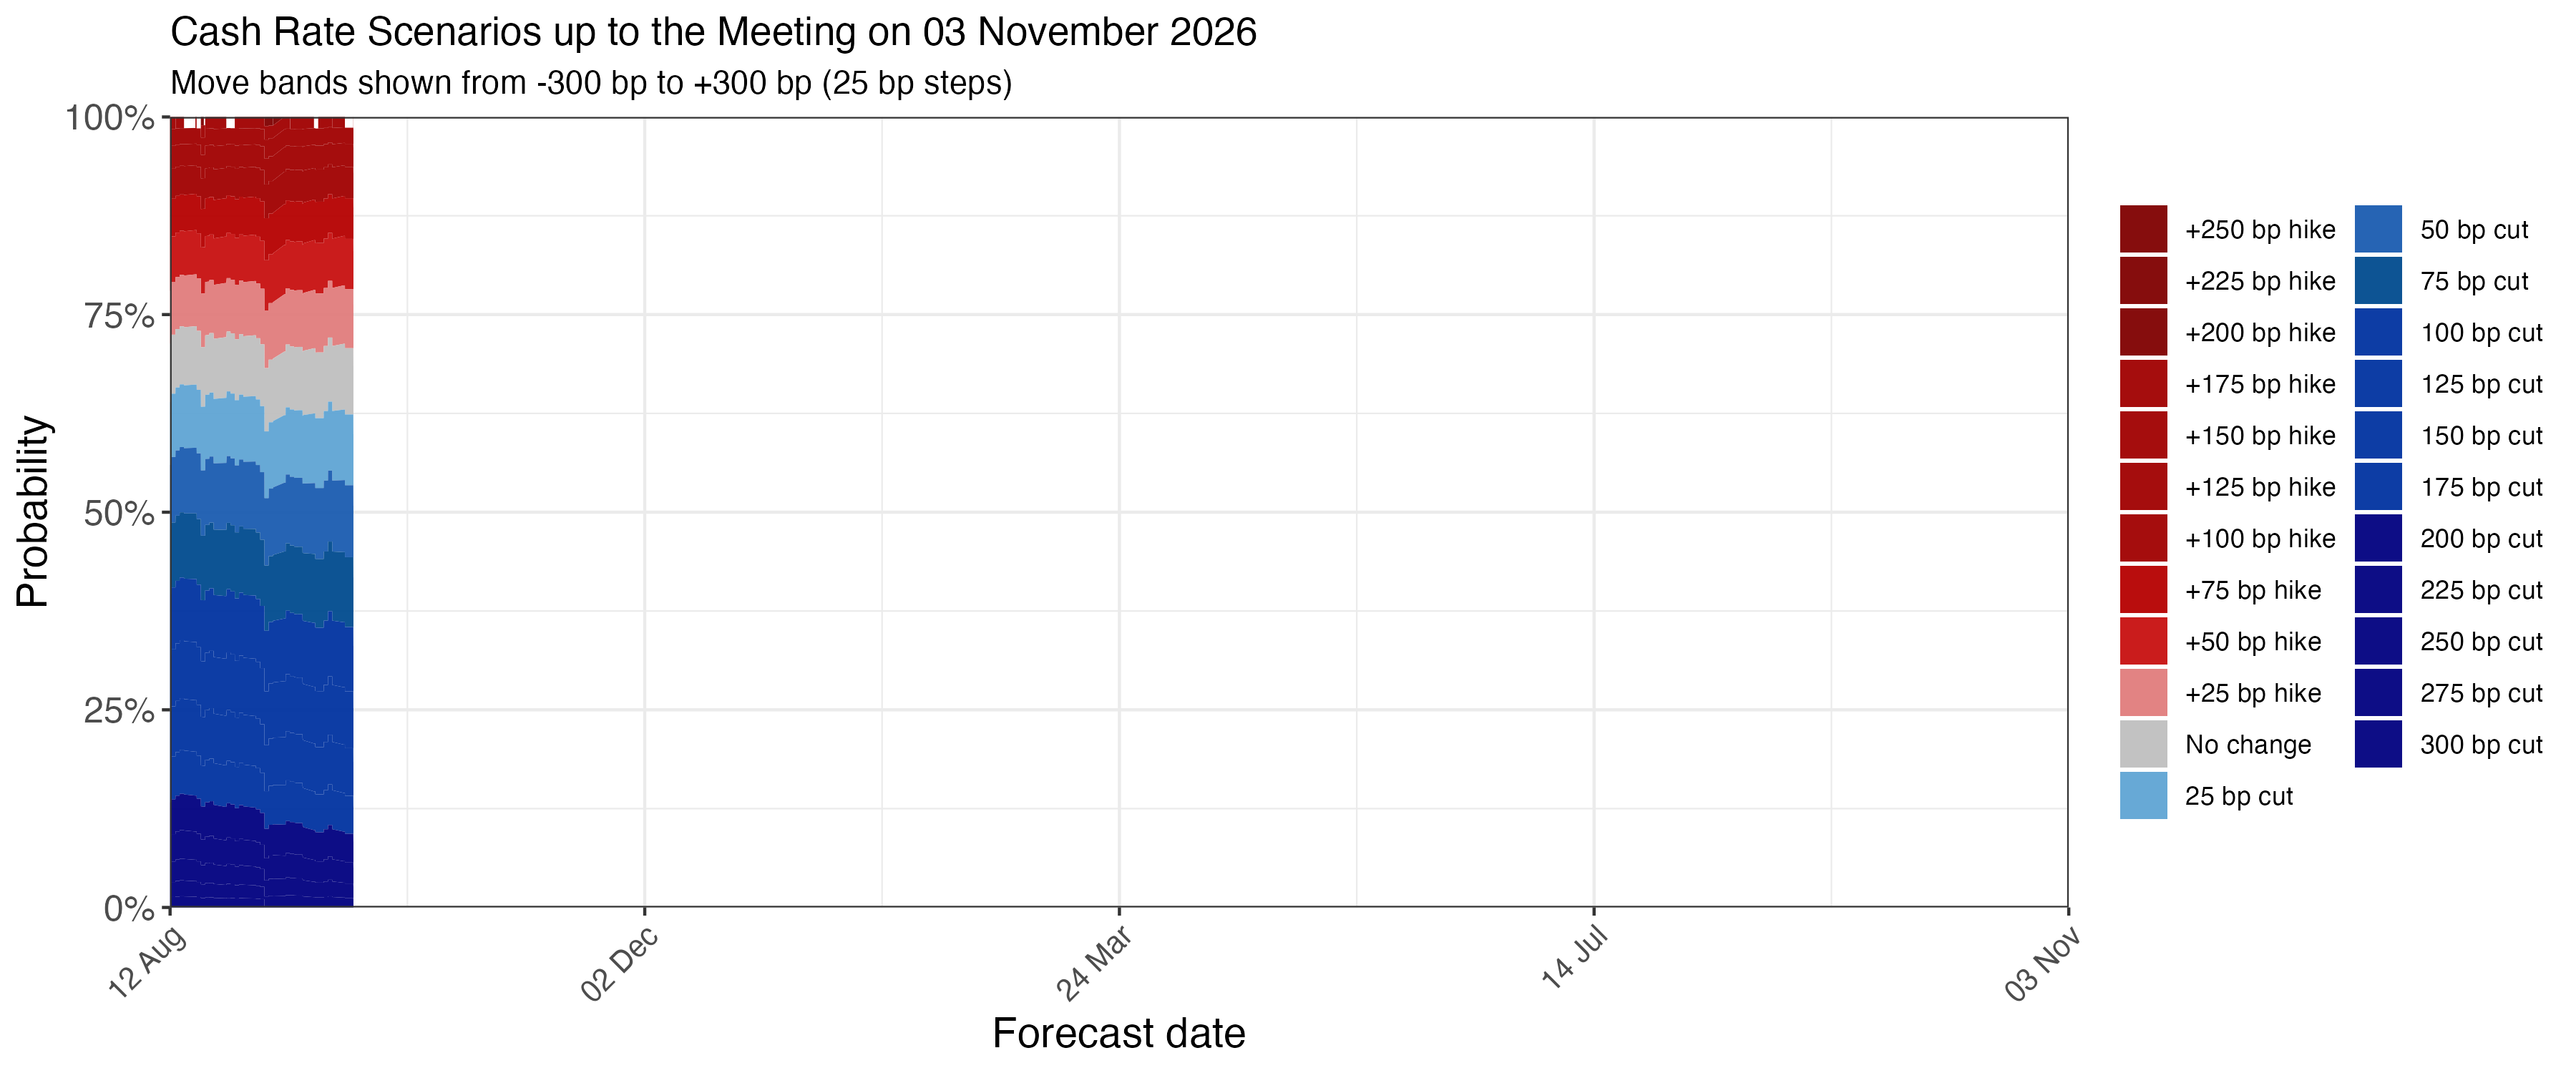 Cash Rate Scenarios up to the Meeting on 03 November 2026
Move bands shown from -300 bp to +300 bp (25 bp steps)
100%
75%
50%
25%
0%
Probability
12 Aug
02 Dec
24 Mar
14 Jul
03 Nov
Forecast date
+250 bp hike
+225 bp hike
+200 bp hike
+175 bp hike
+150 bp hike
+125 bp hike
+100 bp hike
+75 bp hike
+50 bp hike
+25 bp hike
No change
25 bp cut
50 bp cut
75 bp cut
100 bp cut
125 bp cut
150 bp cut
175 bp cut
200 bp cut
225 bp cut
250 bp cut
275 bp cut
300 bp cut